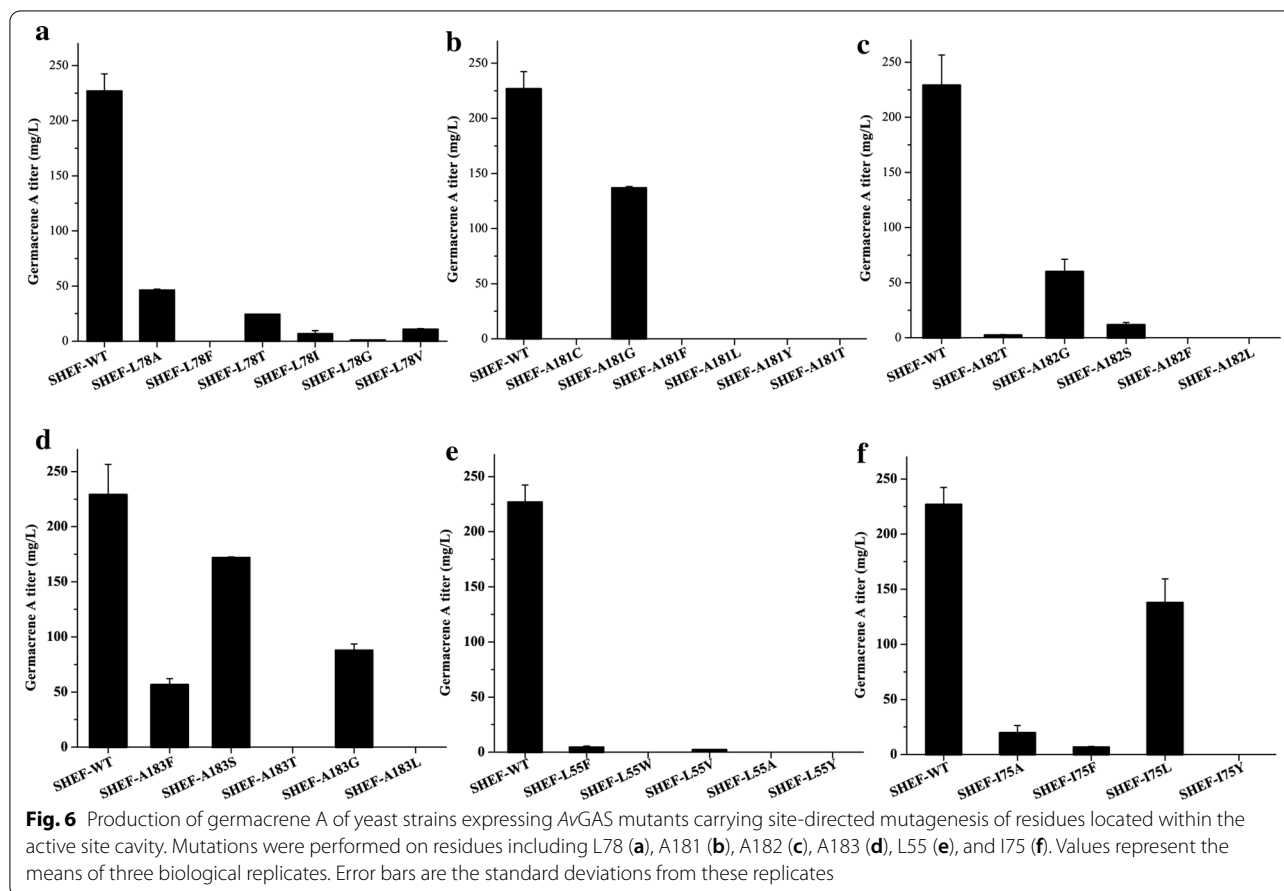 a
Germacrene A titer (mg/L)
250
200
150
100
50
0
SHEF-WT
SHEF-L78A
SHEF-L78F
SHEF-L78T
SHEF-L78I
SHEF-L78G
SHEF-L78V
b
Germacrene A titer (mg/L)
250
200
150
100
50
0
SHEF-WT
SHEF-A181C
SHEF-A181G
SHEF-A181F
SHEF-A181L
SHEF-A181Y
SHEF-A181T
c
Germacrene A titer (mg/L)
250
200
150
100
50
0
SHEF-WT
SHEF-A182T
SHEF-A182G
SHEF-A182S
SHEF-A182F
SHEF-A182L
d
Germacrene A titer (mg/L)
250
200
150
100
50
0
SHEF-WT
SHEF-A183F
SHEF-A183S
SHEF-A183T
SHEF-A183G
SHEF-A183L
e
Germacrene A titer (mg/L)
250
200
150
100
50
0
SHEF-WT
SHEF-L55F
SHEF-L55W
SHEF-L55V
SHEF-L55A
SHEF-L55Y
f
Germacrene A titer (mg/L)
250
200
150
100
50
0
SHEF-WT
SHEF-I75A
SHEF-I75F
SHEF-I75L
SHEF-I75Y
Fig. 6 Production of germacrene A of yeast strains expressing AvGAS mutants carrying site-directed mutagenesis of residues located within the
active site cavity. Mutations were performed on residues including L78 (a), A181 (b), A182 (c), A183 (d), L55 (e), and I75 (f). Values represent the
means of three biological replicates. Error bars are the standard deviations from these replicates